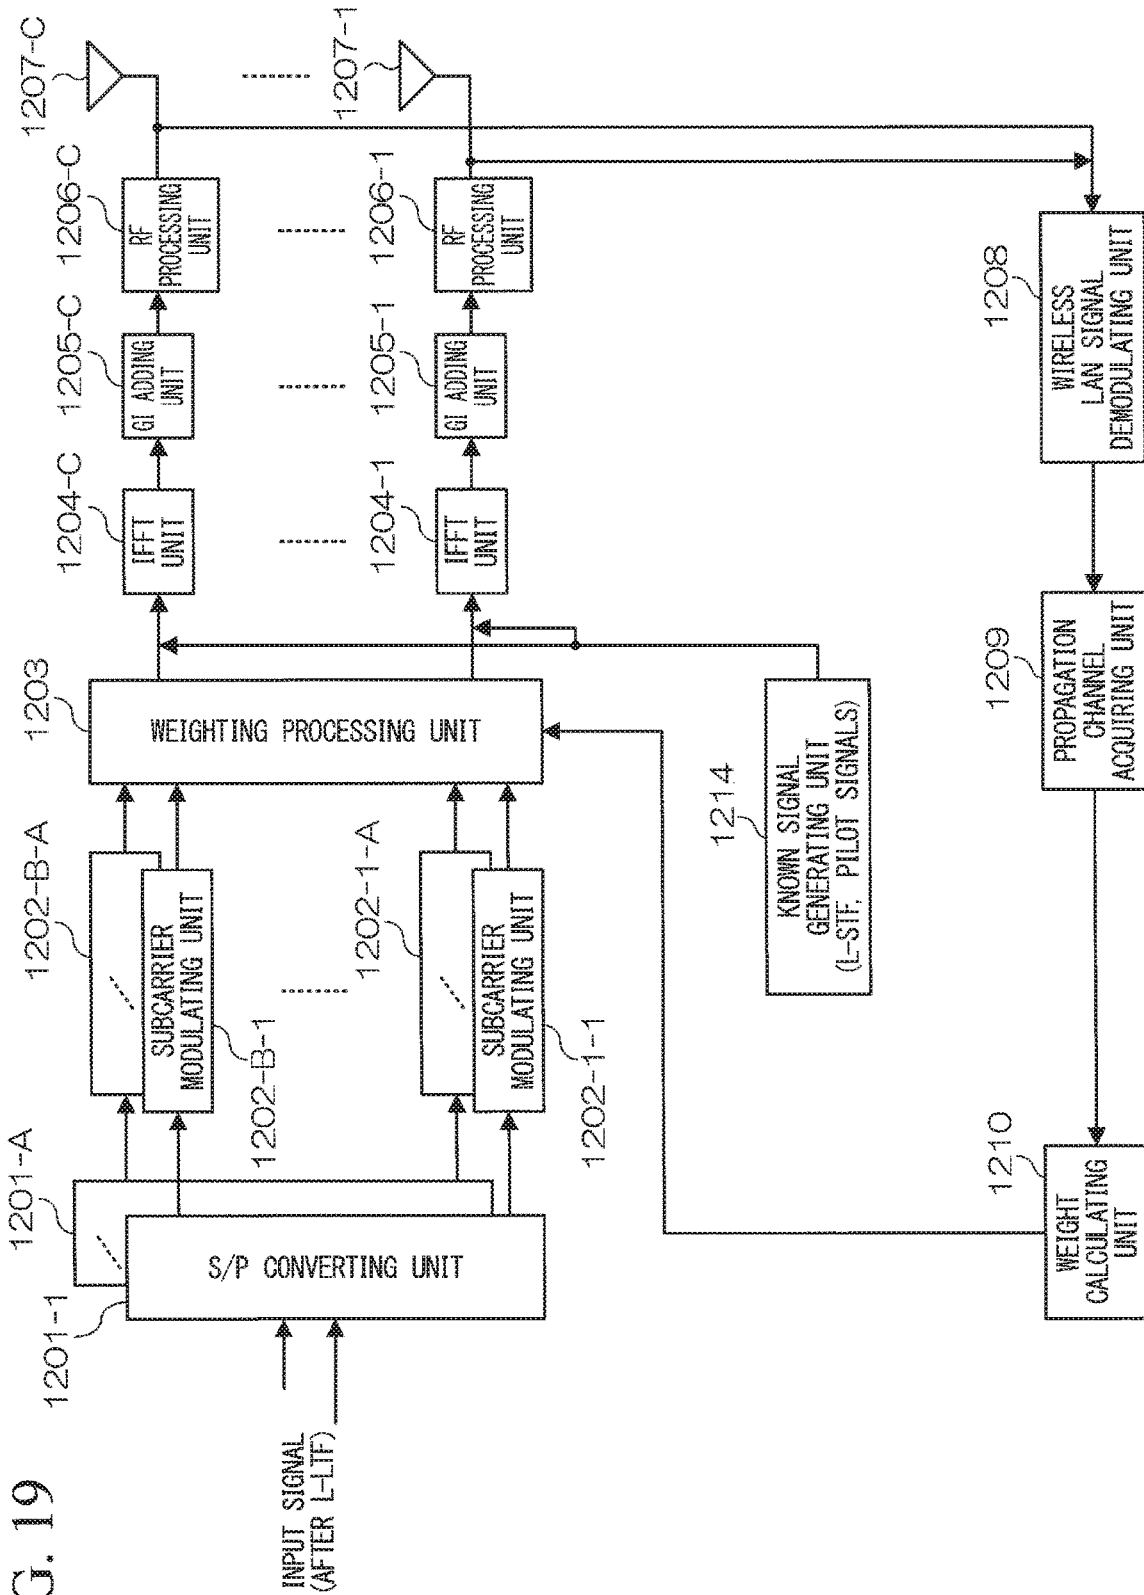 G. 19
INPUT SIGNAL
(AFTER L-LTF)
1201-1
1201-A
S/P CONVERTING UNIT
1202-B-A
SUBCARRIER
MODULATING UNIT
1202-B-1
1202-1-A
SUBCARRIER
MODULATING UNIT
1202-1-1
1203
WEIGHTING PROCESSING UNIT
1204-C
IFFT
UNIT
1205-C
GI ADDING
UNIT
1206-C
RF
PROCESSING
UNIT
1207-C
1204-1
IFFT
UNIT
1205-1
GI ADDING
UNIT
1206-1
RF
PROCESSING
UNIT
1207-1
1214
KNOWN SIGNAL
GENERATING UNIT
(L-STF, PILOT SIGNALS)
1210
WEIGHT
CALCULATING
UNIT
1209
PROPAGATION
CHANNEL
ACQUIRING UNIT
1208
WIRELESS
LAN SIGNAL
DEMODULATING UNIT